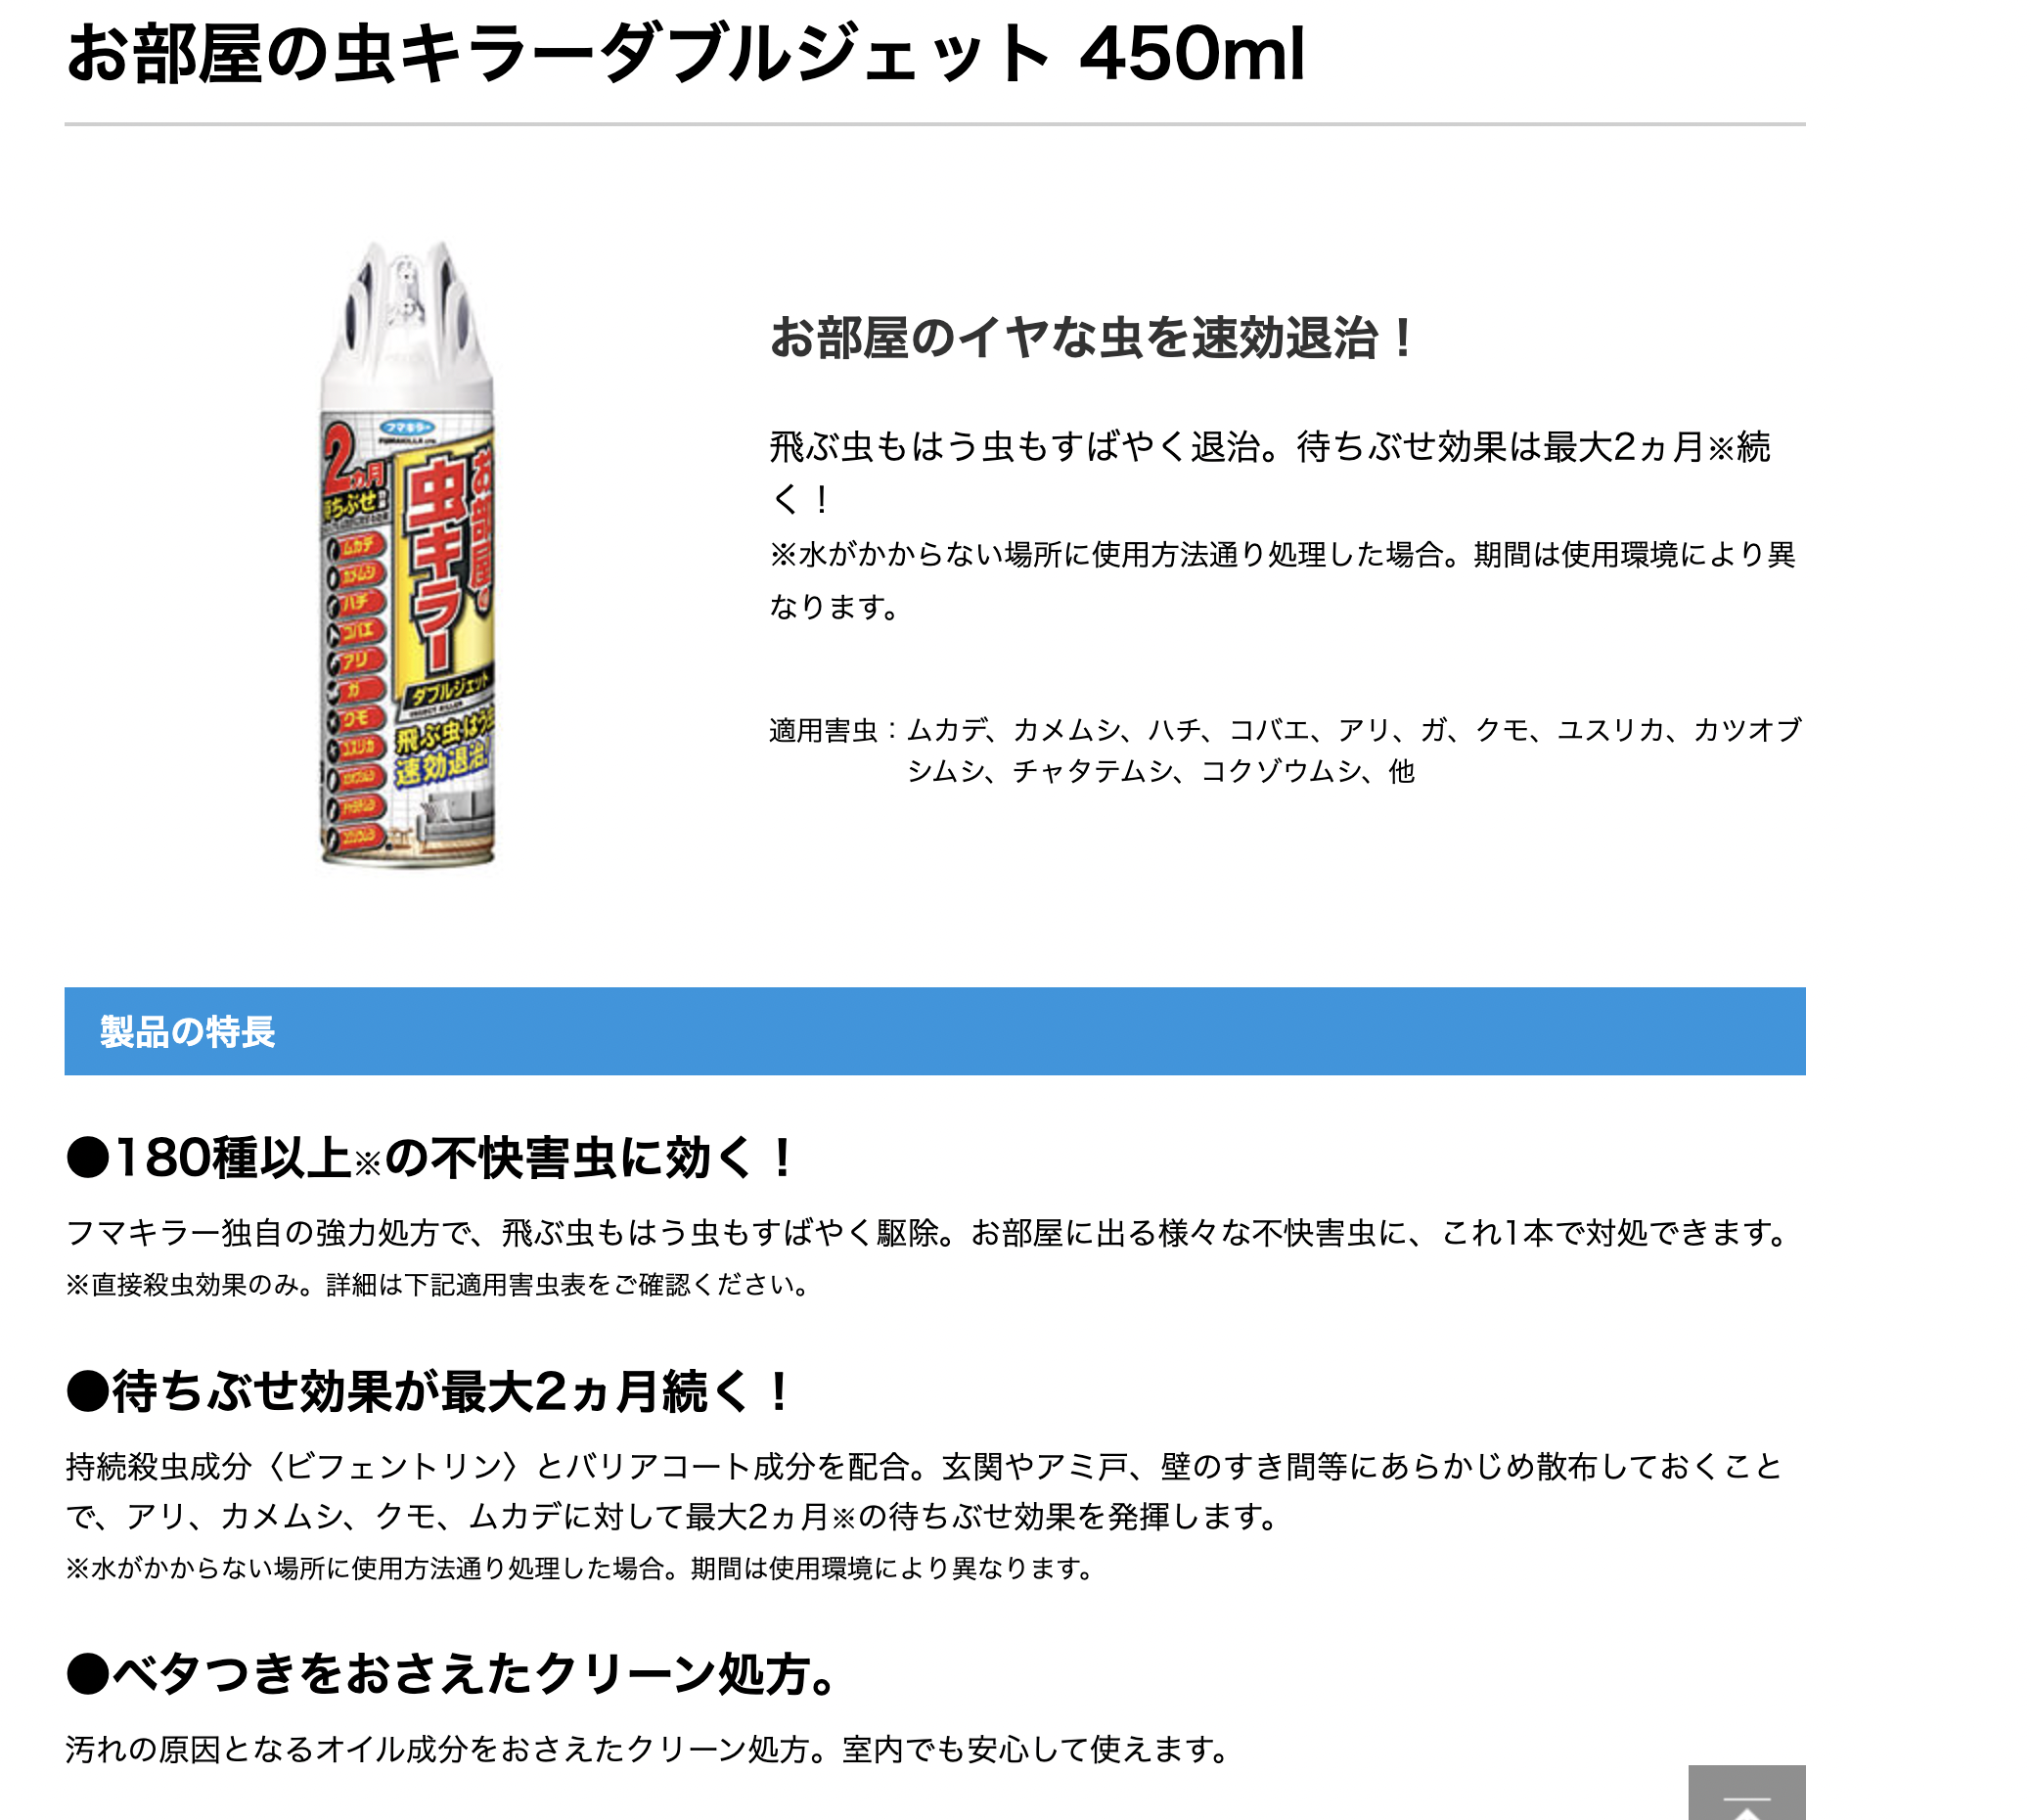 お部屋の虫キラーダブルジェット 450ml
フマキラー
FUMAKILLA LTD.
2ヵ月
待ちぶせ効果
お部屋の
虫キラー
ムカデ
カメムシ
ハチ
コバエ
アリ
ガ
クモ
ユスリカ
カツオブシムシ
チャタテムシ
コクゾウムシ
ダブルジェット
INSECT KILLER
飛ぶ虫はう虫
速効退治!
お部屋のイヤな虫を速効退治！
飛ぶ虫もはう虫もすばやく退治。待ちぶせ効果は最大2ヵ月※続
く！
※水がかからない場所に使用方法通り処理した場合。期間は使用環境により異
なります。
適用害虫：ムカデ、カメムシ、ハチ、コバエ、アリ、ガ、クモ、ユスリカ、カツオブ
シムシ、チャタテムシ、コクゾウムシ、他
製品の特長
●180種以上※の不快害虫に効く！
フマキラー独自の強力処方で、飛ぶ虫もはう虫もすばやく駆除。お部屋に出る様々な不快害虫に、これ1本で対処できます。
※直接殺虫効果のみ。詳細は下記適用害虫表をご確認ください。
●待ちぶせ効果が最大2ヵ月続く！
持続殺虫成分〈ビフェントリン〉とバリアコート成分を配合。玄関やアミ戸、壁のすき間等にあらかじめ散布しておくこと
で、アリ、カメムシ、クモ、ムカデに対して最大2ヵ月※の待ちぶせ効果を発揮します。
※水がかからない場所に使用方法通り処理した場合。期間は使用環境により異なります。
●ベタつきをおさえたクリーン処方。
汚れの原因となるオイル成分をおさえたクリーン処方。室内でも安心して使えます。